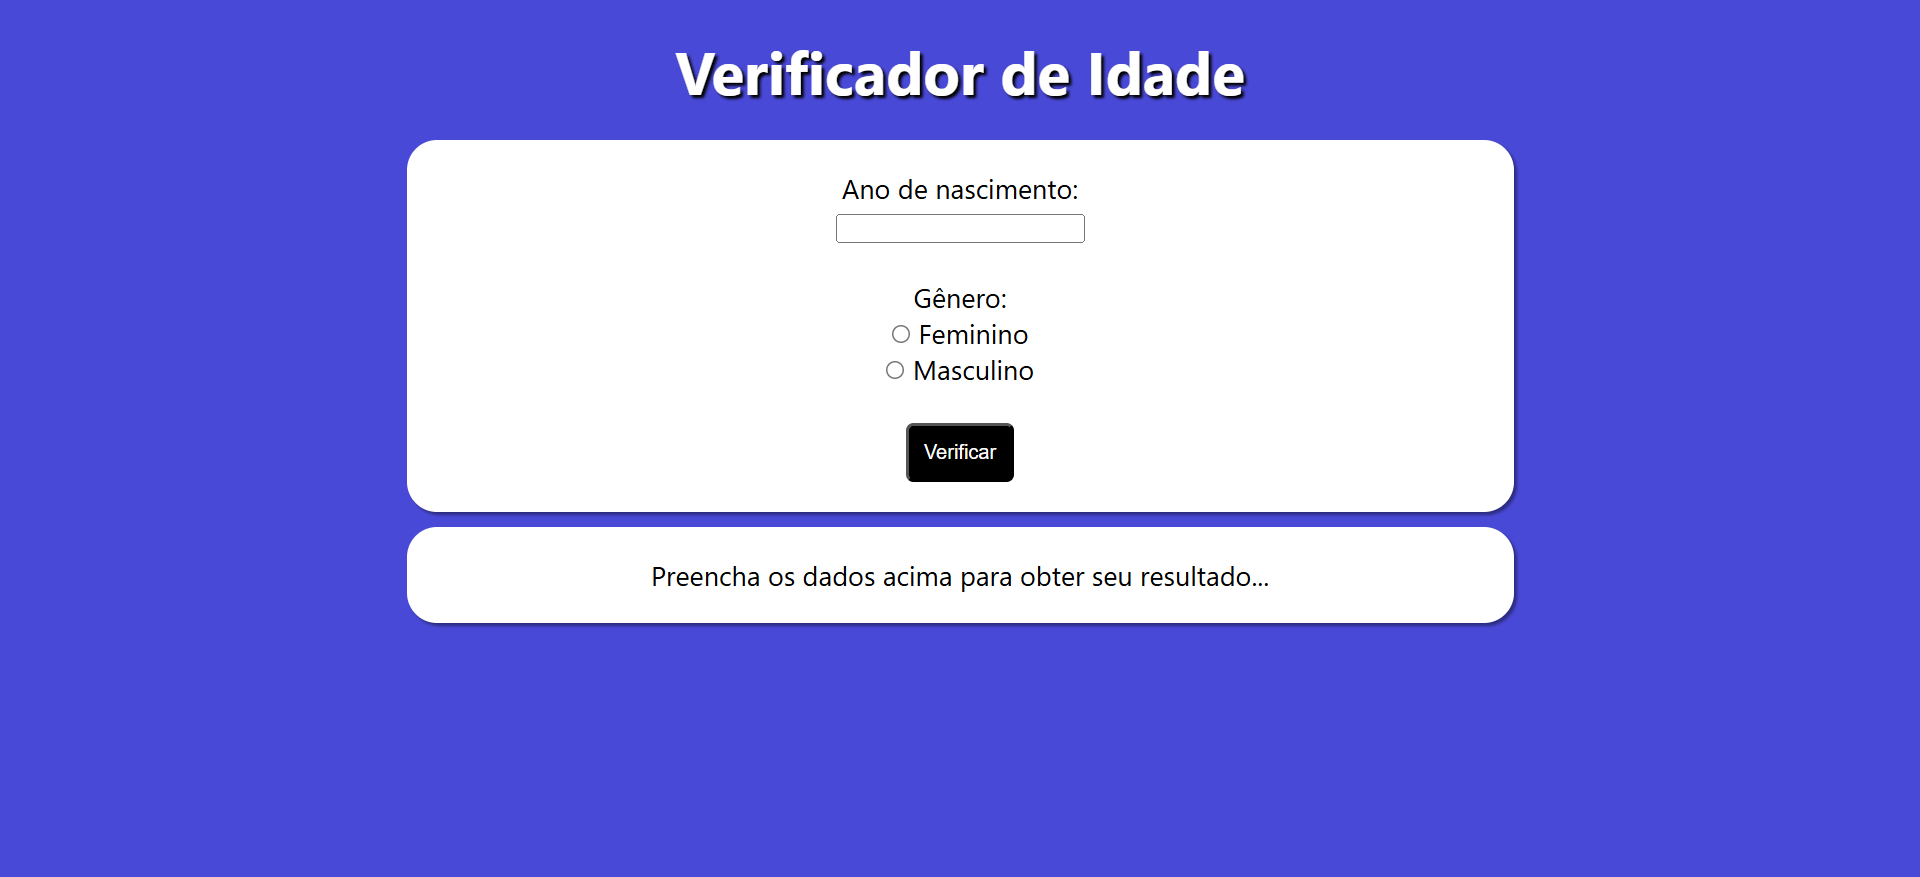 Verificador de Idade
Ano de nascimento:
Gênero:
Feminino
Masculino
Verificar
Preencha os dados acima para obter seu resultado...